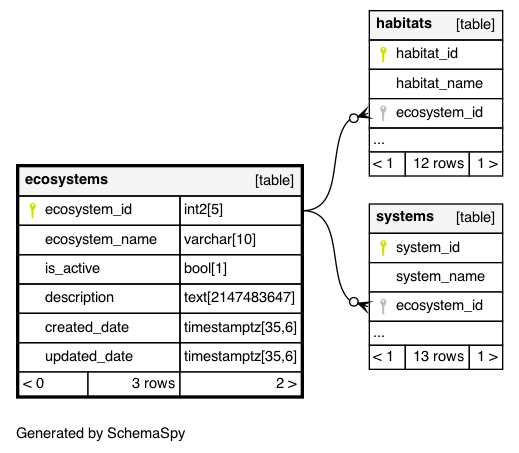 habitats [table]
habitat_id
habitat_name
ecosystem_id
...
< 1 12 rows 1 >
ecosystems [table]
ecosystem_id int2[5]
ecosystem_name varchar[10]
is_active bool[1]
description text[2147483647]
created_date timestamptz[35,6]
updated_date timestamptz[35,6]
< 0 3 rows 2 >
systems [table]
system_id
system_name
ecosystem_id
...
< 1 13 rows 1 >
Generated by SchemaSpy